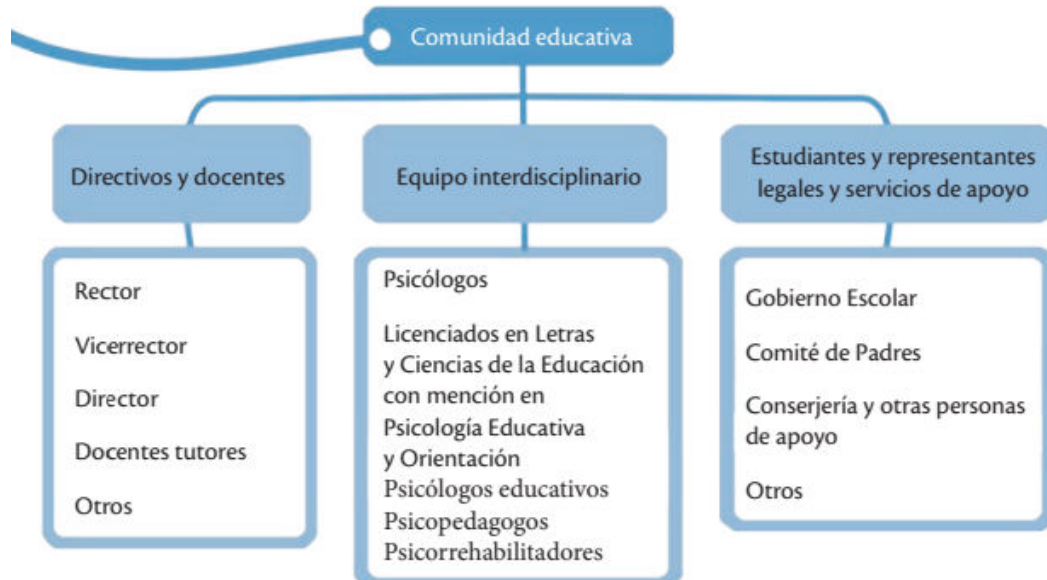 Comunidad educativa
Directivos y docentes
Rector
Vicerrector
Director
Docentes tutores
Otros
Equipo interdisciplinario
Psicólogos
Licenciados en Letras
y Ciencias de la Educación
con mención en
Psicología Educativa
y Orientación
Psicólogos educativos
Psicopedagogos
Psicorrehabilitadores
Estudiantes y representantes
legales y servicios de apoyo
Gobierno Escolar
Comité de Padres
Conserjería y otras personas
de apoyo
Otros